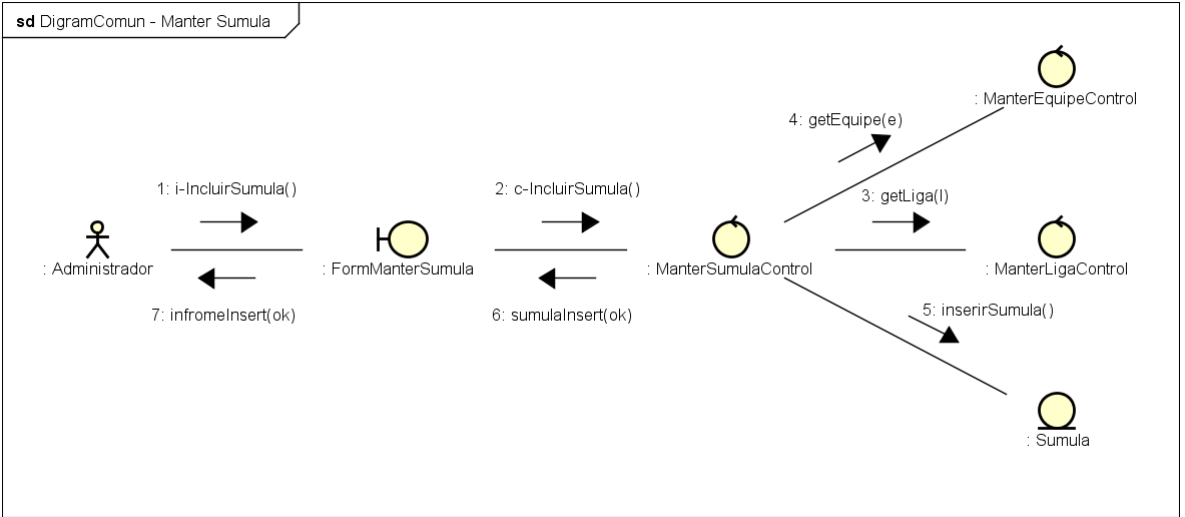 sd DigramComun - Manter Sumula
: ManterEquipeControl
4: getEquipe(e)
1: i-IncluirSumula()
2: c-IncluirSumula()
3: getLiga(l)
: Administrador
: FormManterSumula
: ManterSumulaControl
: ManterLigaControl
7: infromeInsert(ok)
6: sumulaInsert(ok)
5: inserirSumula()
: Sumula